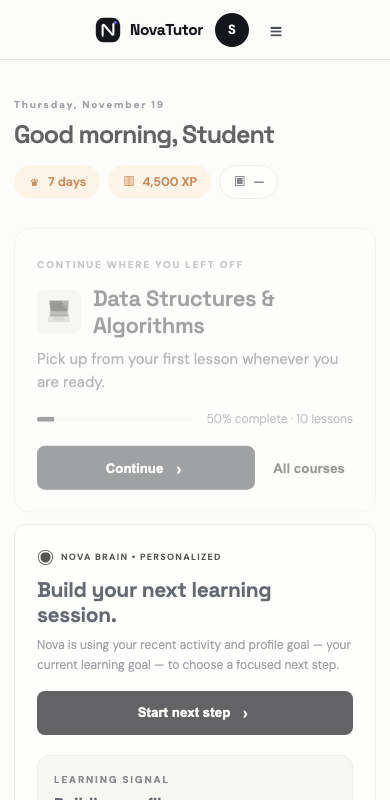 NovaTutor
S
Thursday, November 19
Good morning, Student
7 days
4,500 XP
—
CONTINUE WHERE YOU LEFT OFF
Data Structures &
Algorithms
Pick up from your first lesson whenever you
are ready.
50% complete · 10 lessons
Continue ›
All courses
NOVA BRAIN • PERSONALIZED
Build your next learning
session.
Nova is using your recent activity and profile goal — your
current learning goal — to choose a focused next step.
Start next step ›
LEARNING SIGNAL